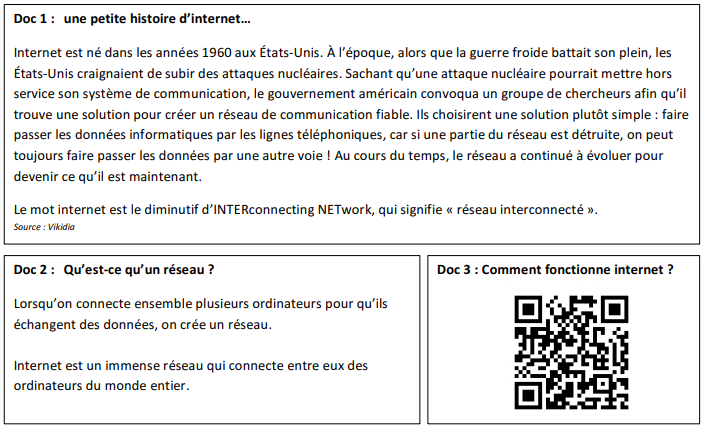 Doc 1 : une petite histoire d’internet…
Internet est né dans les années 1960 aux États-Unis. À l’époque, alors que la guerre froide battait son plein, les
États-Unis craignaient de subir des attaques nucléaires. Sachant qu’une attaque nucléaire pourrait mettre hors
service son système de communication, le gouvernement américain convoqua un groupe de chercheurs afin qu’il
trouve une solution pour créer un réseau de communication fiable. Ils choisirent une solution plutôt simple : faire
passer les données informatiques par les lignes téléphoniques, car si une partie du réseau est détruite, on peut
toujours faire passer les données par une autre voie ! Au cours du temps, le réseau a continué à évoluer pour
devenir ce qu’il est maintenant.
Le mot internet est le diminutif d’INTERconnecting NETwork, qui signifie « réseau interconnecté ».
Source : Vikidia
Doc 2 : Qu’est-ce qu’un réseau ?
Lorsqu’on connecte ensemble plusieurs ordinateurs pour qu’ils
échangent des données, on crée un réseau.
Internet est un immense réseau qui connecte entre eux des
ordinateurs du monde entier.
Doc 3 : Comment fonctionne internet ?